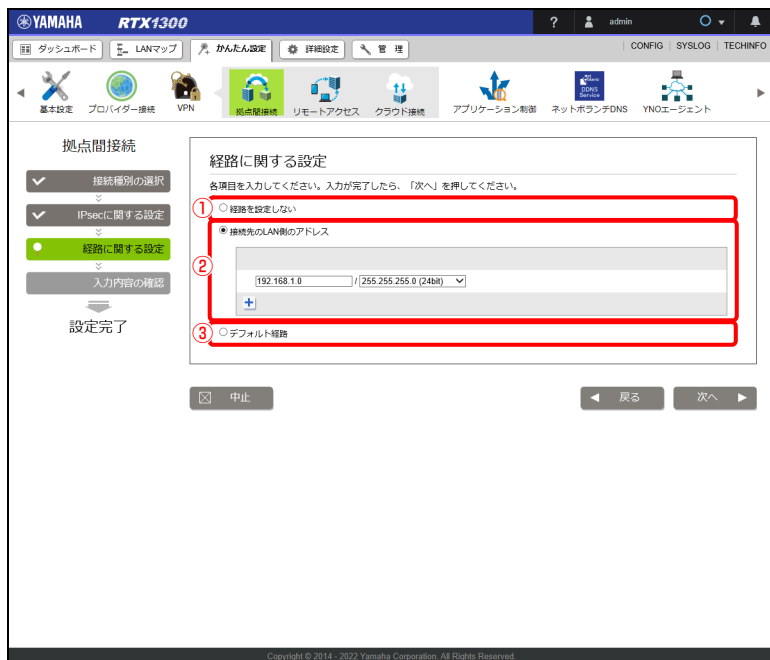 YAMAHA RTX1300 ? admin
ダッシュボード LANマップ かんたん設定 詳細設定 管 理 CONFIG SYSLOG TECHINFO
基本設定 プロバイダー接続 VPN 拠点間接続 リモートアクセス クラウド接続 アプリケーション制御 ネットボランチDNS YNOエージェント
DDNS
Service
拠点間接続
接続種別の選択
IPsecに関する設定
経路に関する設定
入力内容の確認
設定完了
経路に関する設定
各項目を入力してください。入力が完了したら、「次へ」を押してください。
① 経路を設定しない
接続先のLAN側のアドレス
②
192.168.1.0 / 255.255.255.0 (24bit)
③ デフォルト経路
中止 戻る 次へ
Copyright © 2014 - 2022 Yamaha Corporation. All Rights Reserved.